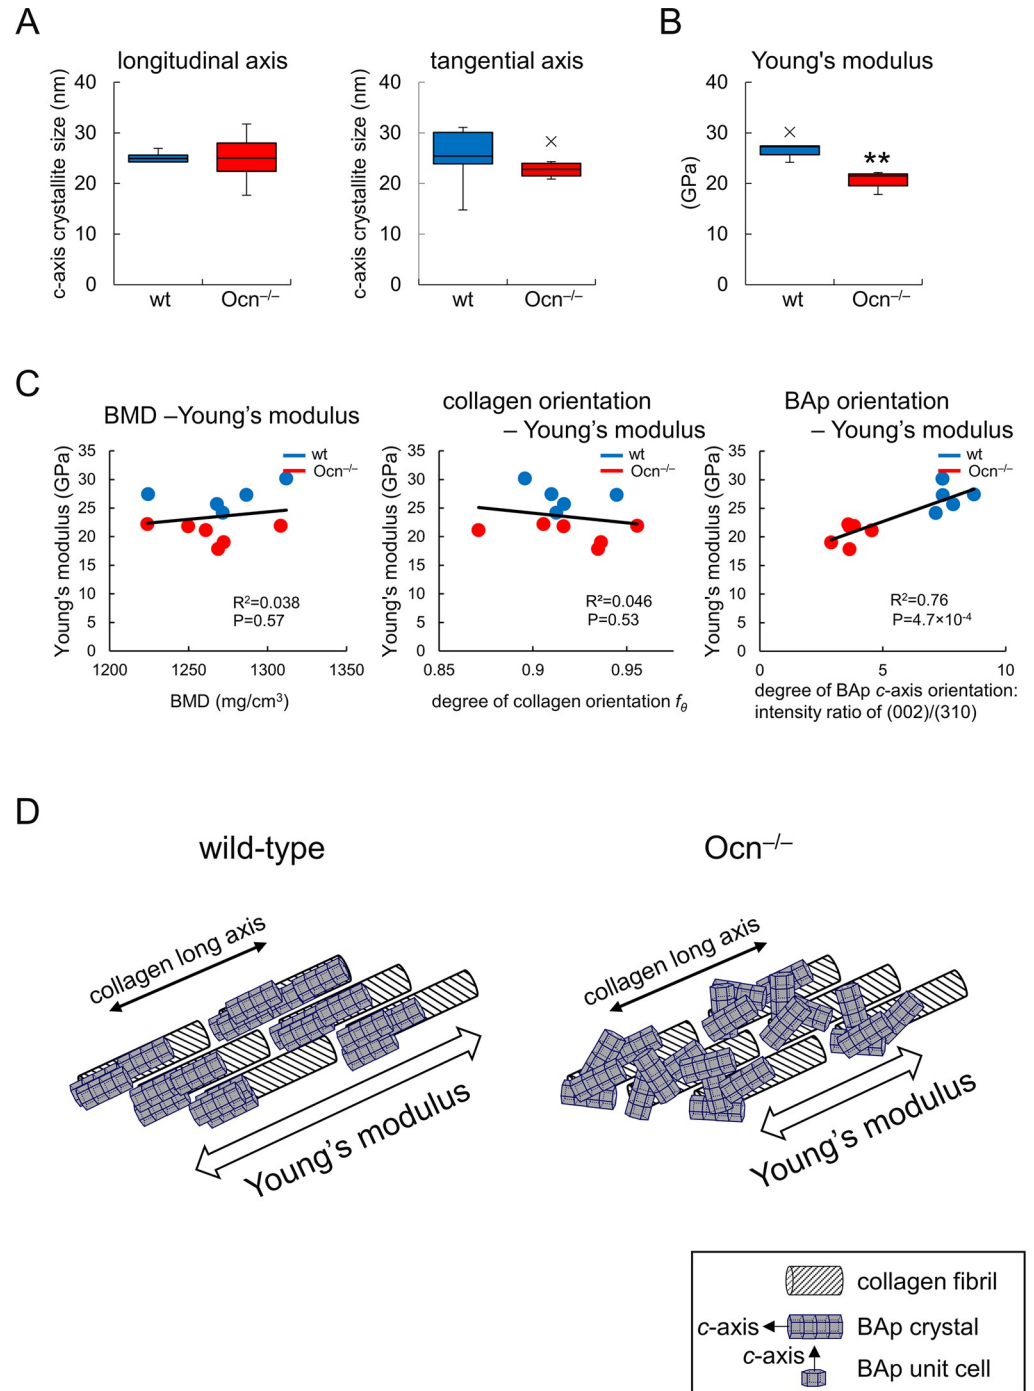 A
longitudinal axis
c-axis crystallite size (nm)
40
30
20
10
0
wt
Ocn–/–
tangential axis
c-axis crystallite size (nm)
40
30
20
10
0
wt
Ocn–/–
B
Young's modulus
(GPa)
40
30
20
10
0
**
wt
Ocn–/–
C
BMD –Young’s modulus
Young's modulus (GPa)
35
30
25
20
15
10
5
0
wt
Ocn–/–
R2=0.038
P=0.57
1200
1250
1300
1350
BMD (mg/cm3)
collagen orientation
– Young’s modulus
Young's modulus (GPa)
35
30
25
20
15
10
5
0
wt
Ocn–/–
R²=0.046
P=0.53
0.85
0.9
0.95
degree of collagen orientation fθ
BAp orientation
– Young’s modulus
Young's modulus (GPa)
35
30
25
20
15
10
5
0
wt
Ocn–/–
R2=0.76
P=4.7×10-4
0
5
10
degree of BAp c-axis orientation:
intensity ratio of (002)/(310)
D
wild-type
collagen long axis
Young’s modulus
Ocn–/–
collagen long axis
Young’s modulus
collagen fibril
c-axis
BAp crystal
c-axis
BAp unit cell